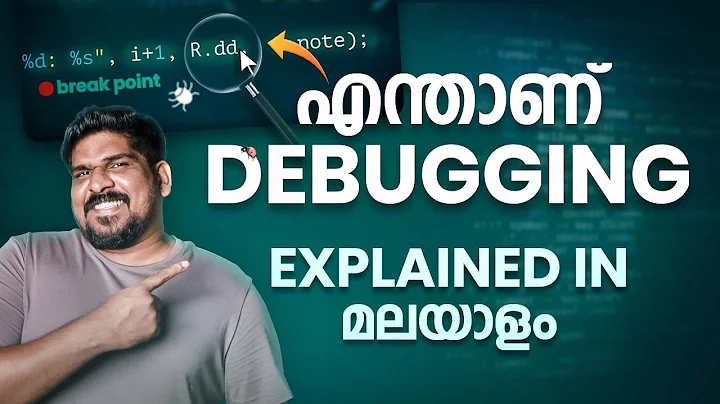 %d: %s", i+1, R.dd, note);
break point
എന്താണ്
DEBUGGING
EXPLAINED IN
മലയാളം